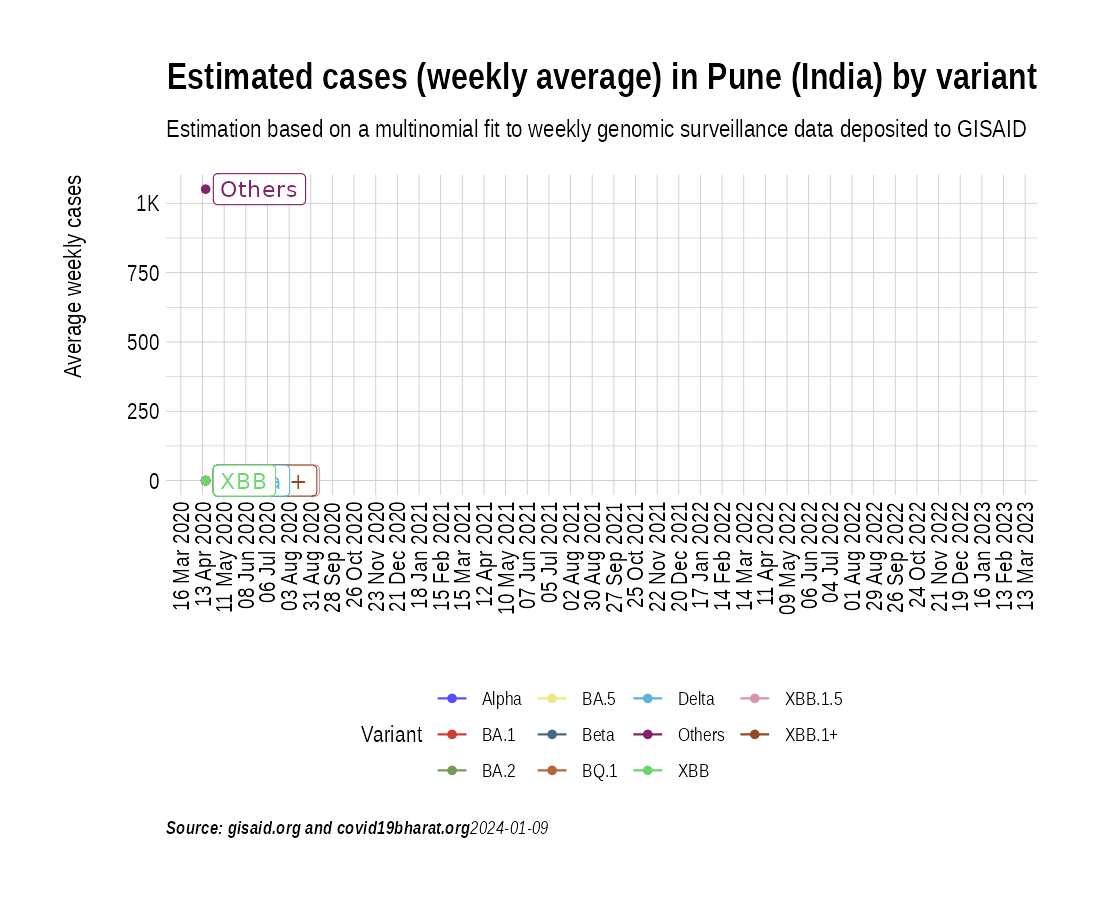 Estimated cases (weekly average) in Pune (India) by variant
Estimation based on a multinomial fit to weekly genomic surveillance data deposited to GISAID
Average weekly cases
1K
750
500
250
0
Others
XBB
a
+
16 Mar 2020
13 Apr 2020
11 May 2020
08 Jun 2020
06 Jul 2020
03 Aug 2020
31 Aug 2020
28 Sep 2020
26 Oct 2020
23 Nov 2020
21 Dec 2020
18 Jan 2021
15 Feb 2021
15 Mar 2021
12 Apr 2021
10 May 2021
07 Jun 2021
05 Jul 2021
02 Aug 2021
30 Aug 2021
27 Sep 2021
25 Oct 2021
22 Nov 2021
20 Dec 2021
17 Jan 2022
14 Feb 2022
14 Mar 2022
11 Apr 2022
09 May 2022
06 Jun 2022
04 Jul 2022
01 Aug 2022
29 Aug 2022
26 Sep 2022
24 Oct 2022
21 Nov 2022
19 Dec 2022
16 Jan 2023
13 Feb 2023
13 Mar 2023
Variant
Alpha
BA.1
BA.2
BA.5
Beta
BQ.1
Delta
Others
XBB
XBB.1.5
XBB.1+
Source: gisaid.org and covid19bharat.org2024-01-09